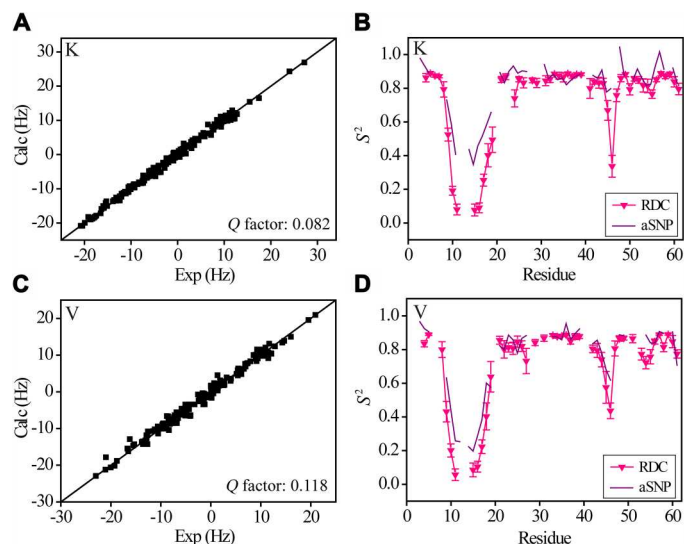 A
K
30
20
10
0
-10
-20
Calc (Hz)
Q factor: 0.082
-20 -10 0 10 20 30
Exp (Hz)
B
K
1.0
0.8
0.6
0.4
0.2
0.0
S²
RDC
aSNP
0 10 20 30 40 50 60
Residue
C
V
20
10
0
-10
-20
-30
Calc (Hz)
Q factor: 0.118
-30 -20 -10 0 10 20
Exp (Hz)
D
V
1.0
0.8
0.6
0.4
0.2
0.0
S²
RDC
aSNP
0 10 20 30 40 50 60
Residue